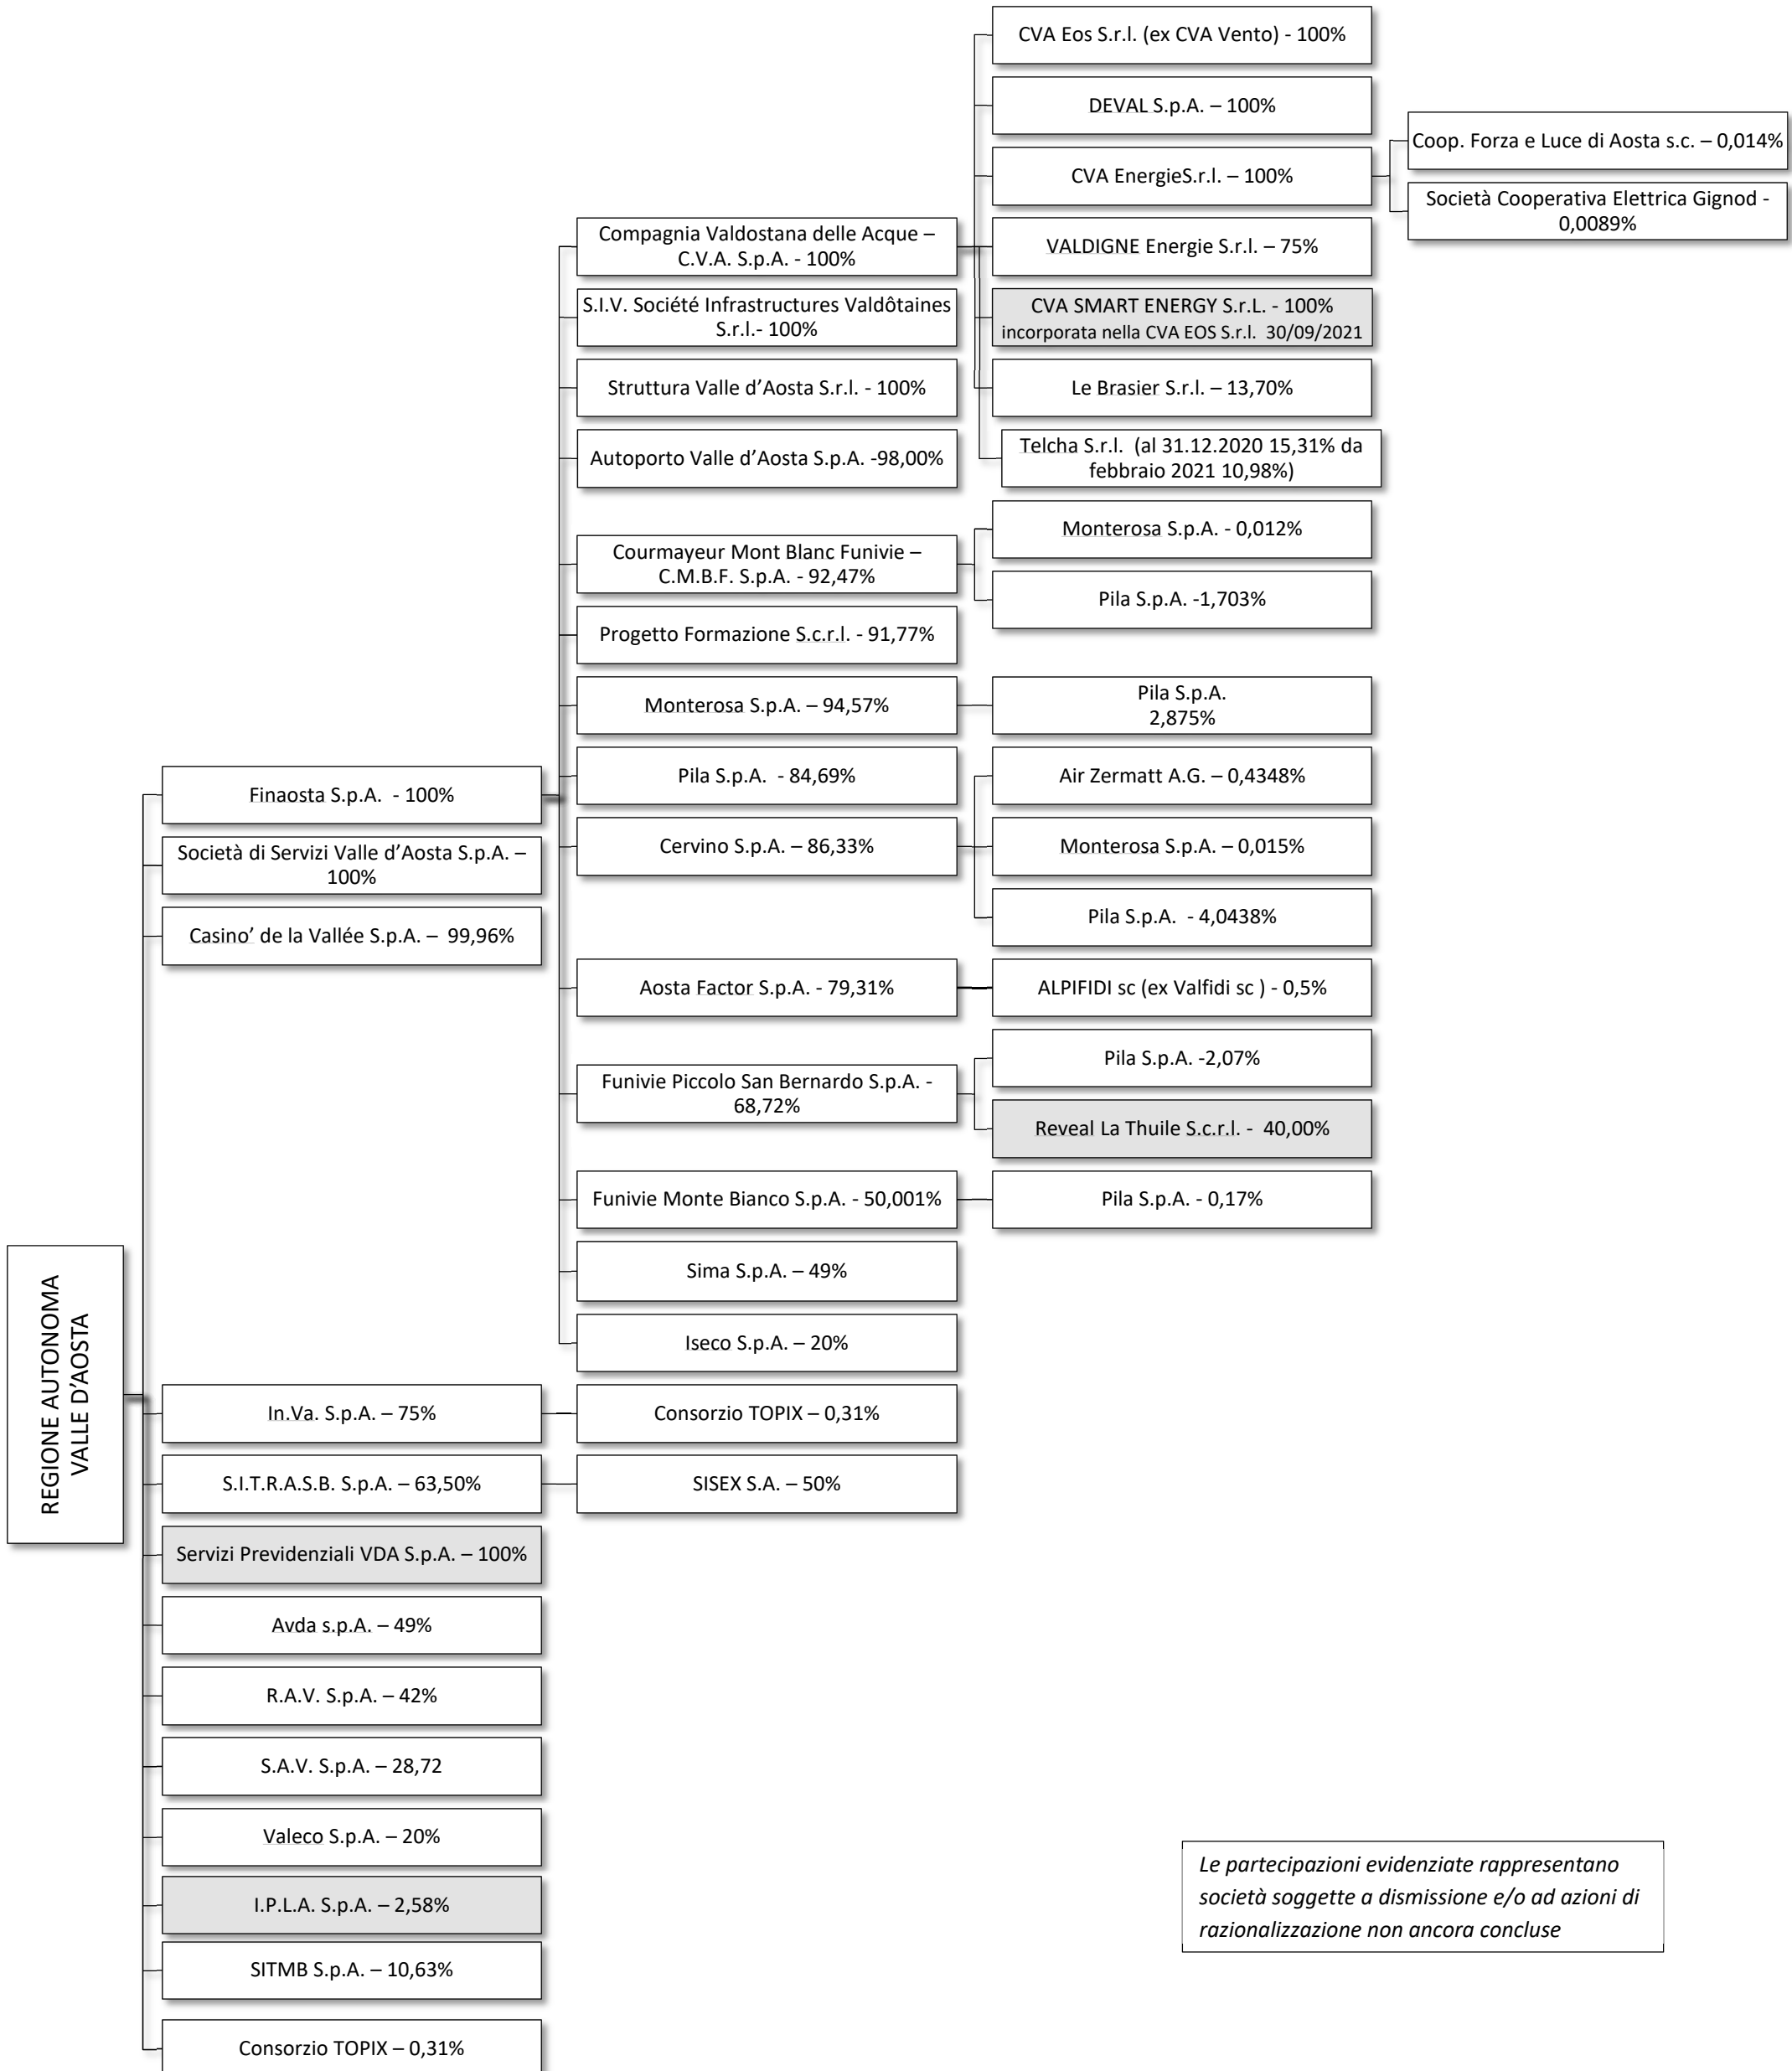 CVA Eos S.r.l. (ex CVA Vento) - 100%
DEVAL S.p.A. – 100%
Coop. Forza e Luce di Aosta s.c. – 0,014%
CVA EnergieS.r.l. – 100%
Società Cooperativa Elettrica Gignod -
0,0089%
Compagnia Valdostana delle Acque –
C.V.A. S.p.A. - 100%
VALDIGNE Energie S.r.l. – 75%
S.I.V. Société Infrastructures Valdôtaines
S.r.l.- 100%
CVA SMART ENERGY S.r.L. - 100%
incorporata nella CVA EOS S.r.l. 30/09/2021
Struttura Valle d’Aosta S.r.l. - 100%
Le Brasier S.r.l. – 13,70%
Autoporto Valle d’Aosta S.p.A. -98,00%
Telcha S.r.l. (al 31.12.2020 15,31% da
febbraio 2021 10,98%)
Courmayeur Mont Blanc Funivie –
C.M.B.F. S.p.A. - 92,47%
Monterosa S.p.A. - 0,012%
Pila S.p.A. -1,703%
Progetto Formazione S.c.r.l. - 91,77%
Monterosa S.p.A. – 94,57%
Pila S.p.A.
2,875%
Finaosta S.p.A. - 100%
Pila S.p.A. - 84,69%
Air Zermatt A.G. – 0,4348%
Società di Servizi Valle d’Aosta S.p.A. –
100%
Cervino S.p.A. – 86,33%
Monterosa S.p.A. – 0,015%
Casino’ de la Vallée S.p.A. – 99,96%
Pila S.p.A. - 4,0438%
Aosta Factor S.p.A. - 79,31%
ALPIFIDI sc (ex Valfidi sc ) - 0,5%
Funivie Piccolo San Bernardo S.p.A. -
68,72%
Pila S.p.A. -2,07%
Reveal La Thuile S.c.r.l. - 40,00%
Funivie Monte Bianco S.p.A. - 50,001%
Pila S.p.A. - 0,17%
Sima S.p.A. – 49%
Iseco S.p.A. – 20%
REGIONE AUTONOMA
VALLE D’AOSTA
In.Va. S.p.A. – 75%
Consorzio TOPIX – 0,31%
S.I.T.R.A.S.B. S.p.A. – 63,50%
SISEX S.A. – 50%
Servizi Previdenziali VDA S.p.A. – 100%
Avda s.p.A. – 49%
R.A.V. S.p.A. – 42%
S.A.V. S.p.A. – 28,72
Valeco S.p.A. – 20%
I.P.L.A. S.p.A. – 2,58%
SITMB S.p.A. – 10,63%
Consorzio TOPIX – 0,31%
Le partecipazioni evidenziate rappresentano
società soggette a dismissione e/o ad azioni di
razionalizzazione non ancora concluse